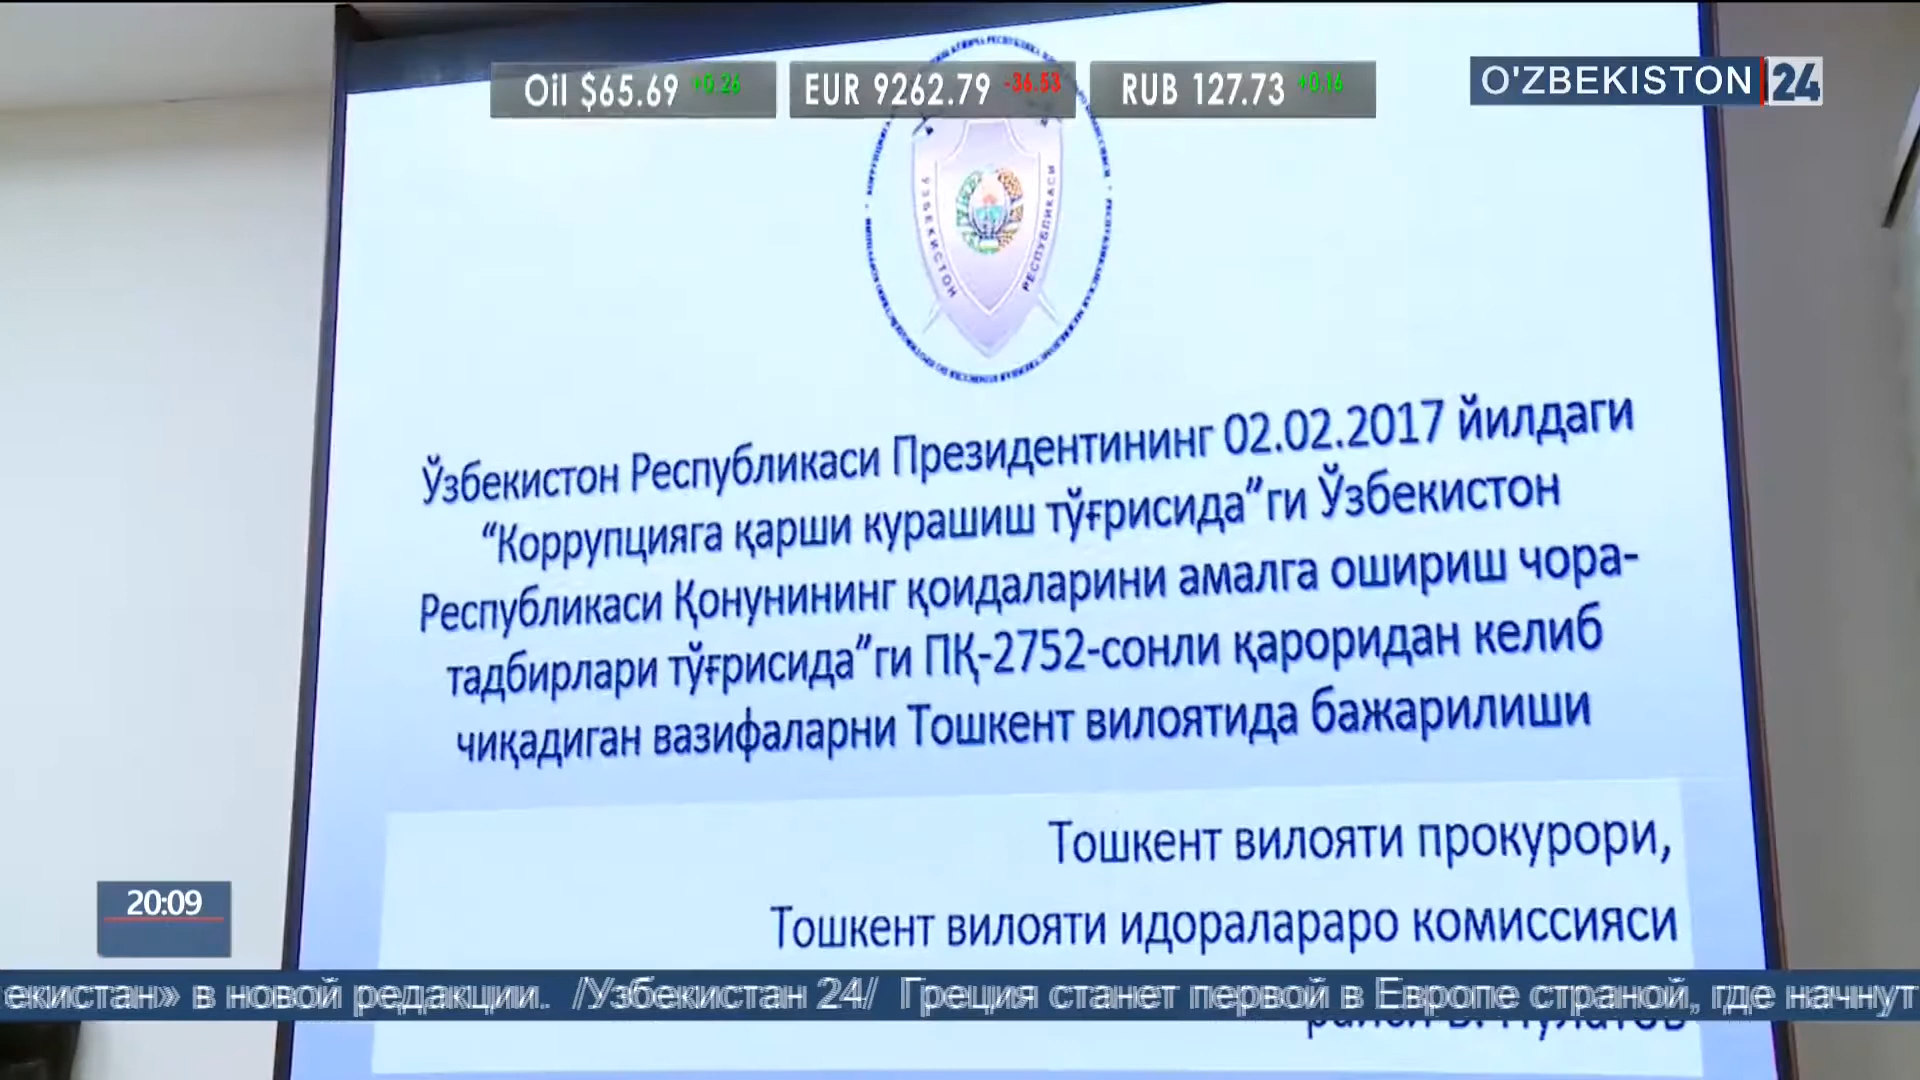 Oil $65.69 +0.26
EUR 9262.79 -36.53
RUB 127.73 +0.16
O'ZBEKISTON 24
ЎЗБЕКИСТОН
РЕСПУБЛИКАСИ
Ўзбекистон Республикаси Президентининг 02.02.2017 йилдаги
“Коррупцияга қарши курашиш тўғрисида”ги Ўзбекистон
Республикаси Қонунининг қоидаларини амалга ошириш чора-
тадбирлари тўғрисида”ги ПҚ-2752-сонли қароридан келиб
чиқадиган вазифаларни Тошкент вилоятида бажарилиши
Тошкент вилояти прокурори,
Тошкент вилояти идоралараро комиссияси
20:09
екистан» в новой редакции. /Узбекистан 24/ Греция станет первой в Европе страной, где начнут